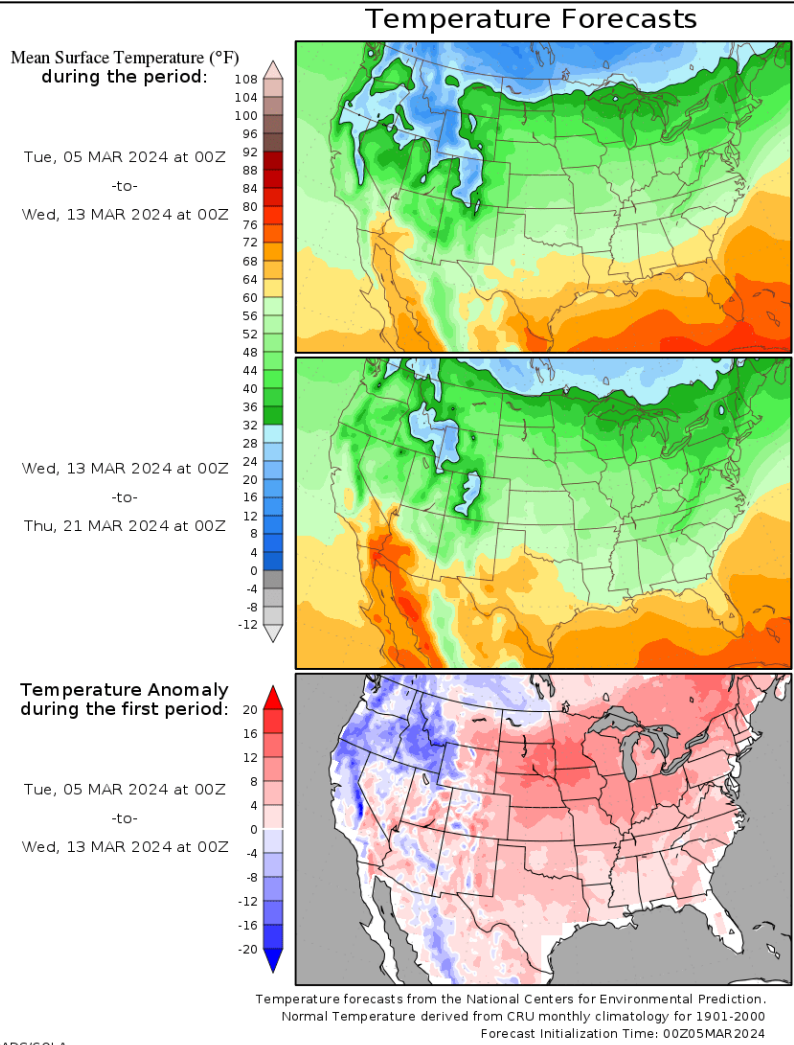 Temperature Forecasts
Mean Surface Temperature (°F)
during the period:
108
104
100
96
92
88
84
80
76
72
68
64
60
56
52
48
44
40
36
32
28
24
20
16
12
8
4
0
-4
-8
-12
Tue, 05 MAR 2024 at 00Z
-to-
Wed, 13 MAR 2024 at 00Z
Wed, 13 MAR 2024 at 00Z
-to-
Thu, 21 MAR 2024 at 00Z
Temperature Anomaly
during the first period:
20
16
12
8
4
0
-4
-8
-12
-16
-20
Tue, 05 MAR 2024 at 00Z
-to-
Wed, 13 MAR 2024 at 00Z
Temperature forecasts from the National Centers for Environmental Prediction.
Normal Temperature derived from CRU monthly climatology for 1901-2000
Forecast Initialization Time: 00Z05MAR2024